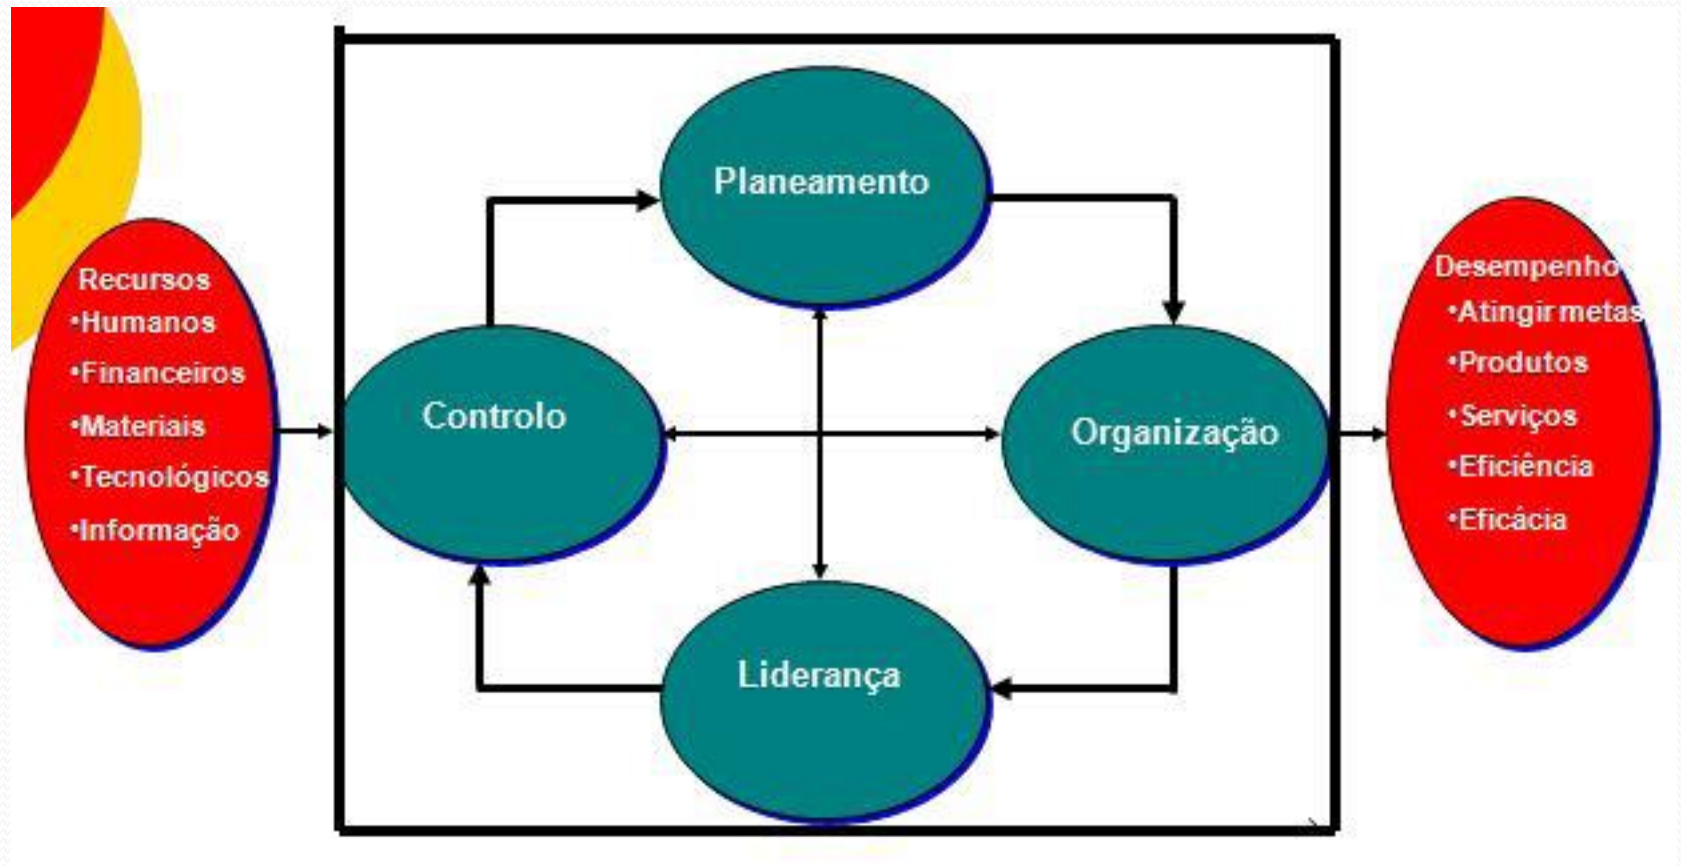 Recursos
•Humanos
•Financeiros
•Materiais
•Tecnológicos
•Informação
Planeamento
Controlo
Organização
Liderança
Desempenho
•Atingir metas
•Produtos
•Serviços
•Eficiência
•Eficácia